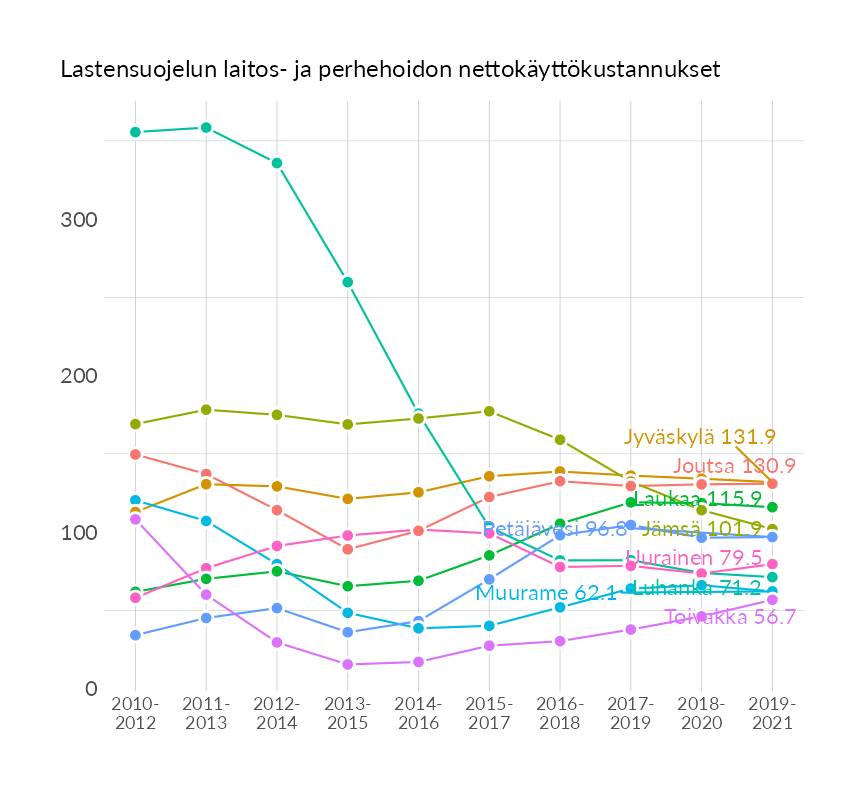 Lastensuojelun laitos- ja perhehoidon nettokäyttökustannukset
300
200
100
0
Jyväskylä 131.9
Joutsa 130.9
Laukaa 115.9
Petäjävesi 96.8
Jämsä 101.9
Uurainen 79.5
Muurame 62.1
Luhanka 71.2
Toivakka 56.7
2010-
2012
2011-
2013
2012-
2014
2013-
2015
2014-
2016
2015-
2017
2016-
2018
2017-
2019
2018-
2020
2019-
2021